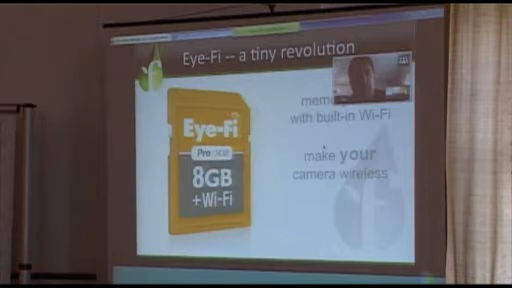 Eye-Fi -- a tiny revolution
with built-in Wi-Fi
make your
camera wireless
Eye-Fi
Pro
8GB
+Wi-Fi